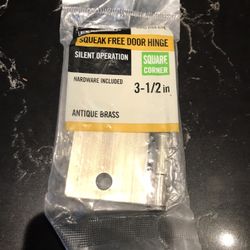 SQUEAK FREE DOOR HINGE
SILENT OPERATION
SQUARE
CORNER
HARDWARE INCLUDED
3-1/2 in
ANTIQUE BRASS